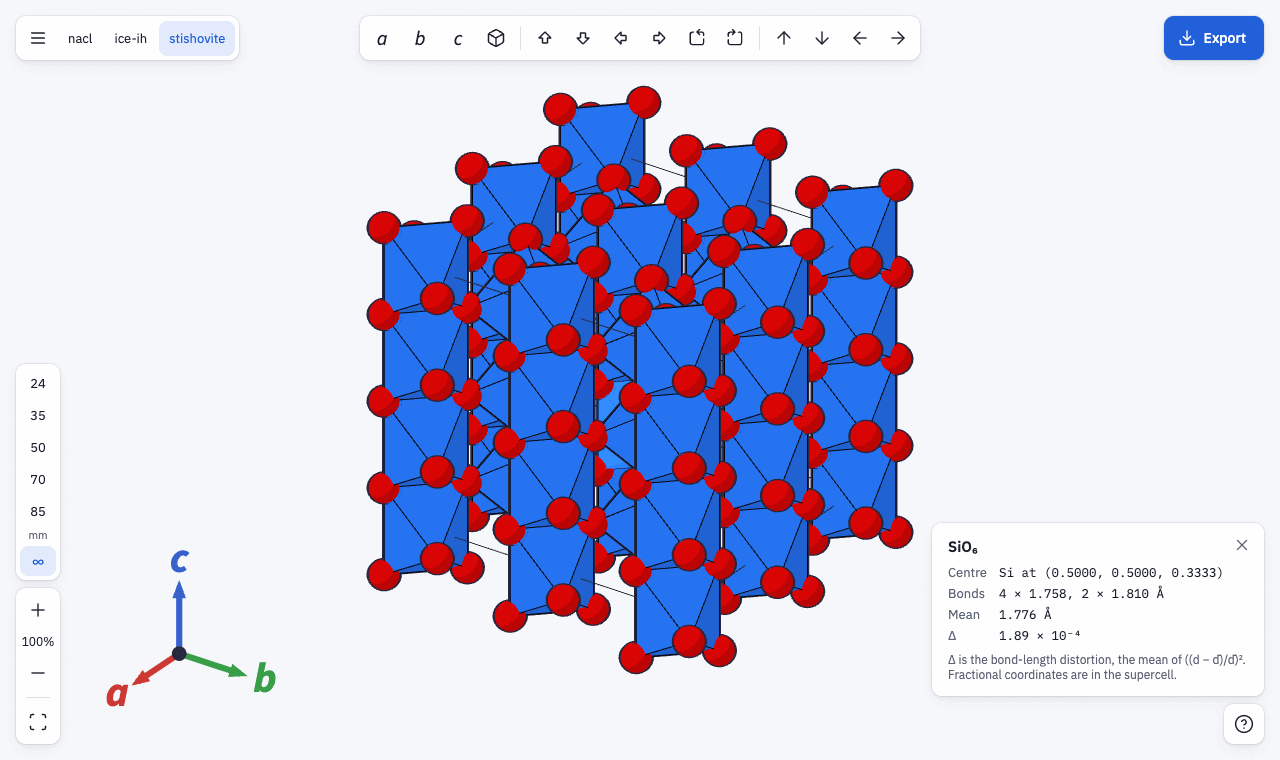 nacl
ice-ih
stishovite
a b c
Export
24
35
50
70
85
mm
∞
100%
c
a
b
SiO₆
Centre Si at (0.5000, 0.5000, 0.3333)
Bonds 4 × 1.758, 2 × 1.810 Å
Mean 1.776 Å
Δ 1.89 × 10⁻⁴
Δ is the bond-length distortion, the mean of ((d − d̄)/d̄)².
Fractional coordinates are in the supercell.